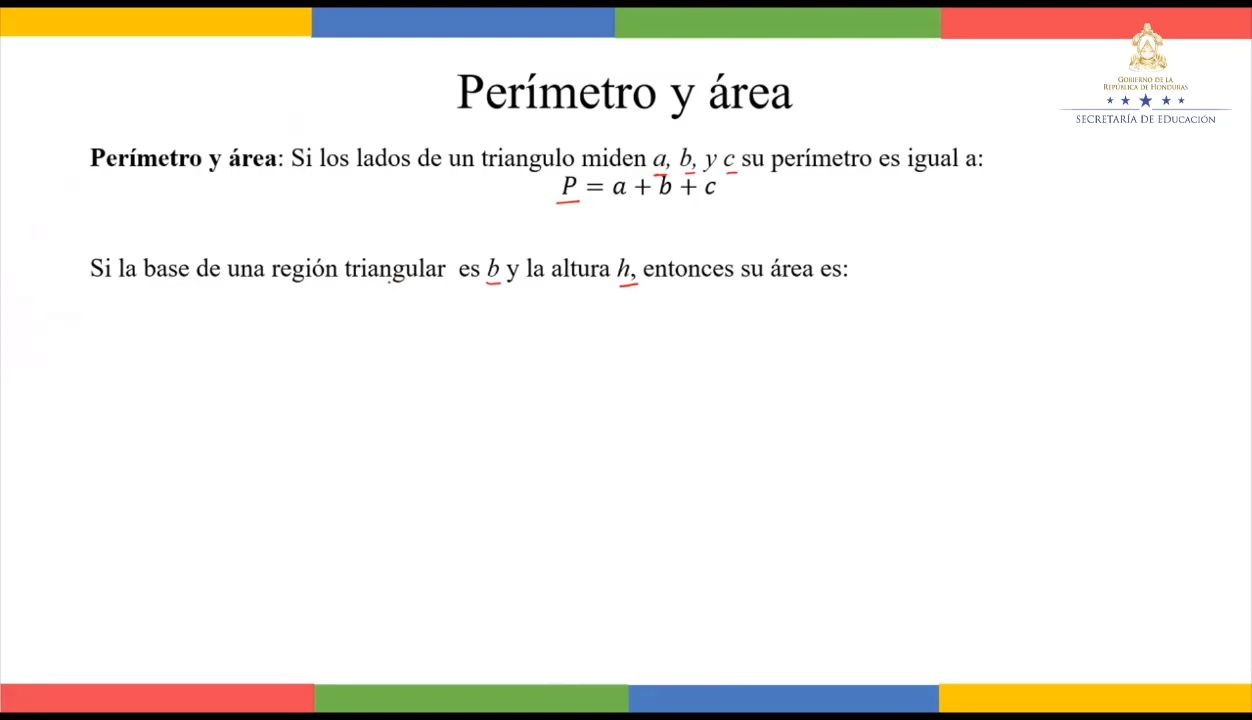 GOBIERNO DE LA
REPÚBLICA DE HONDURAS
SECRETARÍA DE EDUCACIÓN
Perímetro y área
Perímetro y área: Si los lados de un triangulo miden a, b, y c su perímetro es igual a:
P = a + b + c
Si la base de una región triangular es b y la altura h, entonces su área es: